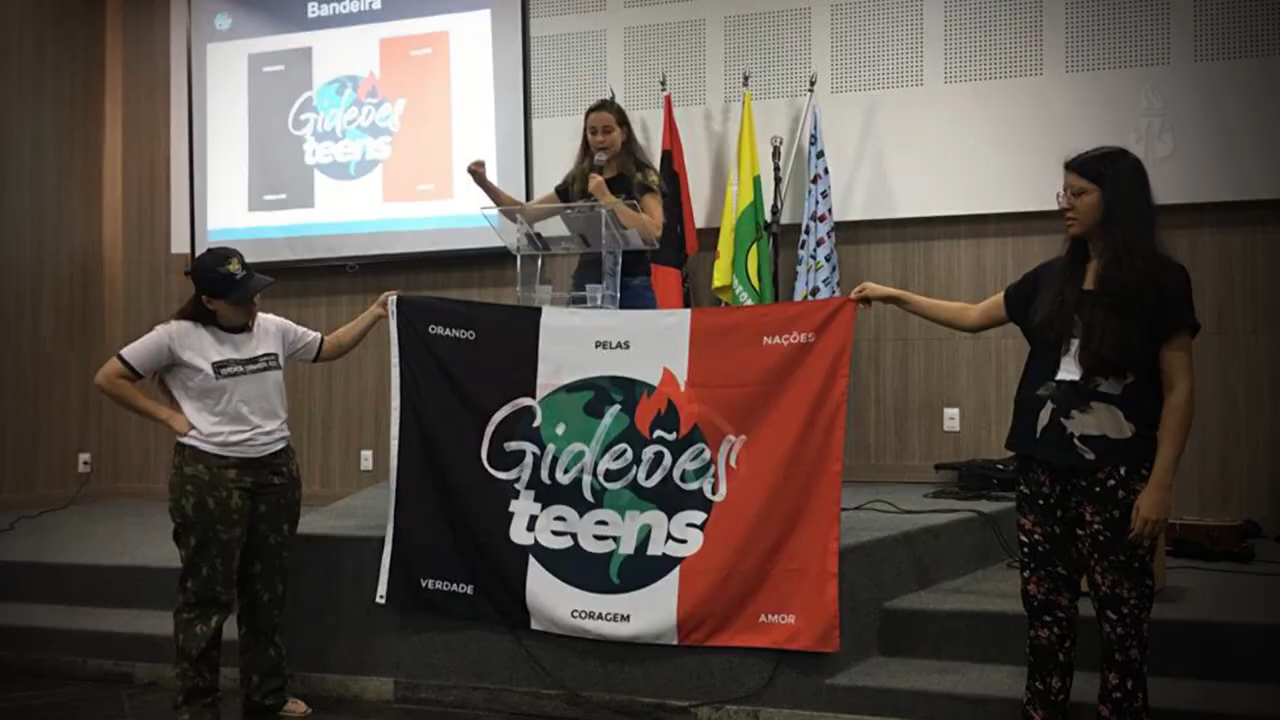 Bandeira
Gideões
teens
ORANDO
PELAS
NAÇÕES
Gideões
teens
VERDADE
CORAGEM
AMOR